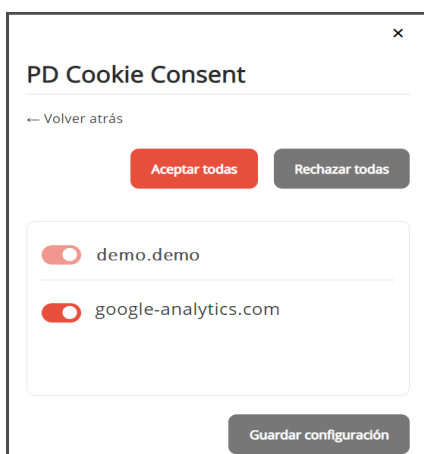 ×
PD Cookie Consent
← Volver atrás
Aceptar todas Rechazar todas
demo.demo
google-analytics.com
Guardar configuración